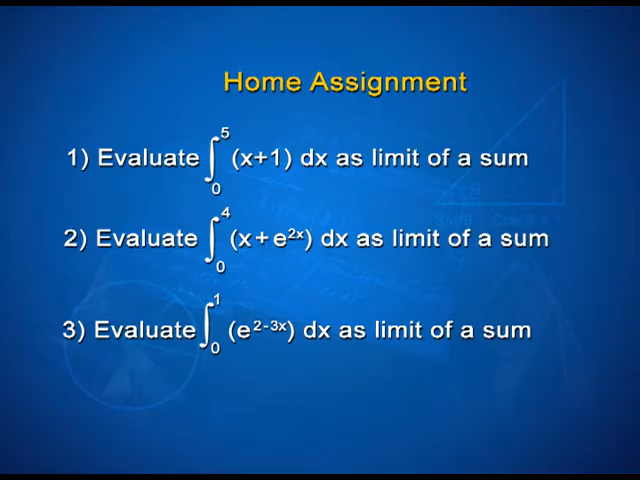 Home Assignment
1) Evaluate ∫₀⁵ (x+1) dx as limit of a sum
2) Evaluate ∫₀⁴ (x+e²ˣ) dx as limit of a sum
3) Evaluate ∫₀¹ (e²⁻³ˣ) dx as limit of a sum